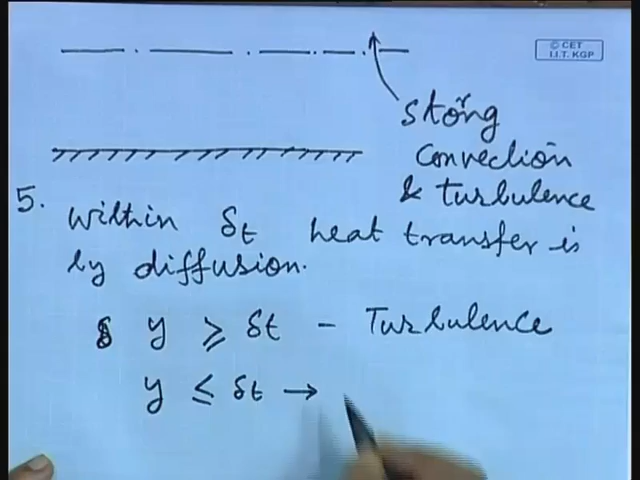 © CET
I.I.T. KGP
Strong
Convection
& turbulence
5. Within δt heat transfer is
by diffusion.
y ≥ δt - Turbulence
y ≤ δt →